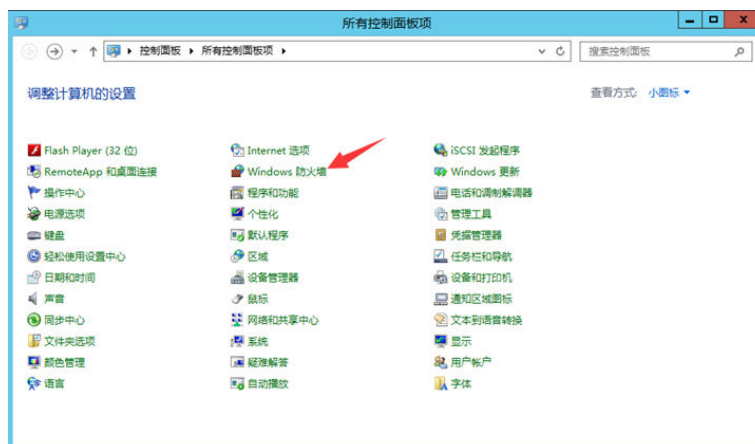 所有控制面板项
控制面板 所有控制面板项
搜索控制面板
调整计算机的设置
查看方式: 小图标
Flash Player (32 位) Internet 选项 iSCSI 发起程序
RemoteApp 和桌面连接 Windows 防火墙 Windows 更新
操作中心 程序和功能 电话和调制解调器
电源选项 个性化 管理工具
键盘 默认程序 凭据管理器
轻松使用设置中心 区域 任务栏和导航
日期和时间 设备管理器 设备和打印机
声音 鼠标 通知区域图标
同步中心 网络和共享中心 文本到语音转换
文件夹选项 系统 显示
颜色管理 疑难解答 用户帐户
语言 自动播放 字体